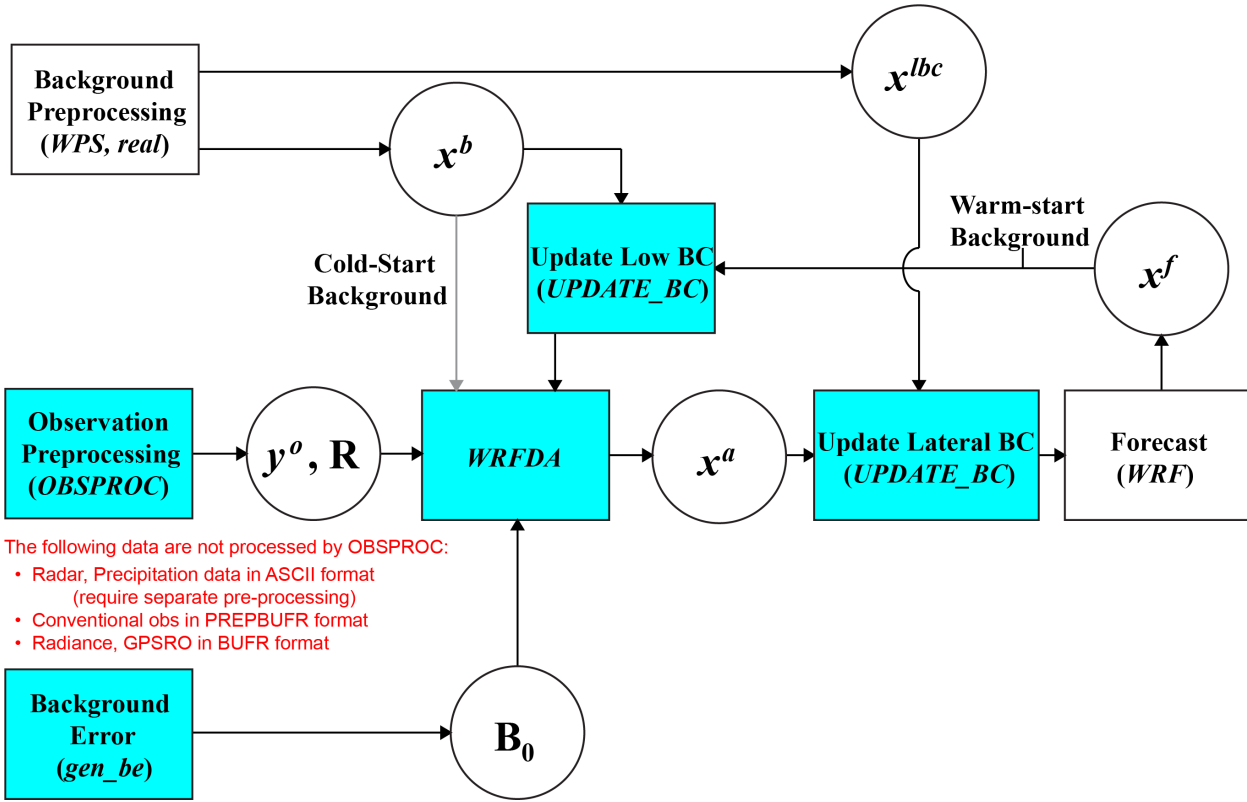 Background
Preprocessing
(WPS, real)
x^b
x^lbc
Cold-Start
Background
Update Low BC
(UPDATE_BC)
Warm-start
Background
x^f
Observation
Preprocessing
(OBSPROC)
y^o, R
WRFDA
x^a
Update Lateral BC
(UPDATE_BC)
Forecast
(WRF)
The following data are not processed by OBSPROC:
• Radar, Precipitation data in ASCII format
(require separate pre-processing)
• Conventional obs in PREPBUFR format
• Radiance, GPSRO in BUFR format
Background
Error
(gen_be)
B₀